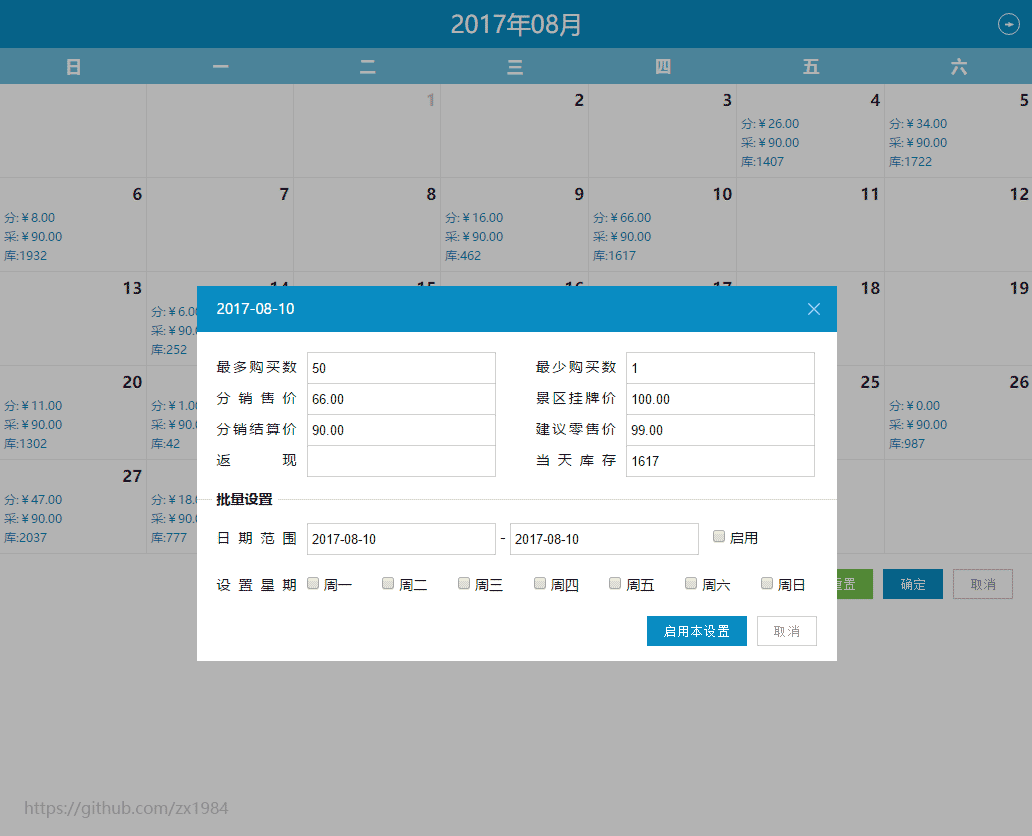 2017年08月
日 一 二 三 四 五 六
1 2 3 4 5
分:¥26.00 分:¥34.00
采:¥90.00 采:¥90.00
库:1407 库:1722
6 7 8 9 10 11 12
分:¥8.00 分:¥16.00 分:¥66.00
采:¥90.00 采:¥90.00 采:¥90.00
库:1932 库:462 库:1617
13 14 15 16 17 18 19
分:¥6.00
采:¥90.
库:252
20 25 26
分:¥11.00 分:¥1.00 分:¥0.00
采:¥90.00 采:¥90. 采:¥90.00
库:1302 库:42 库:987
27
分:¥47.00 分:¥18.
采:¥90.00 采:¥90.
库:2037 库:777
置 确定 取消
2017-08-10
最多购买数 50 最少购买数 1
分销售价 66.00 景区挂牌价 100.00
分销结算价 90.00 建议零售价 99.00
返现 当天库存 1617
批量设置
日期范围 2017-08-10 - 2017-08-10 启用
设置星期 周一 周二 周三 周四 周五 周六 周日
启用本设置 取消
https://github.com/zx1984